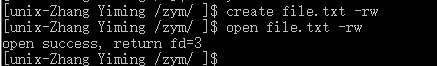 [unix-Zhang Yiming /zym/ ]$ create file.txt -rw
[unix-Zhang Yiming /zym/ ]$ open file.txt -rw
open success, return fd=3
[unix-Zhang Yiming /zym/ ]$